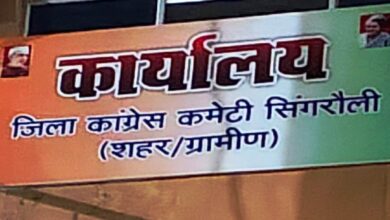 कार्यालय
जिला कांग्रेस कमेटी सिंगरौली
(शहर/ग्रामीण)